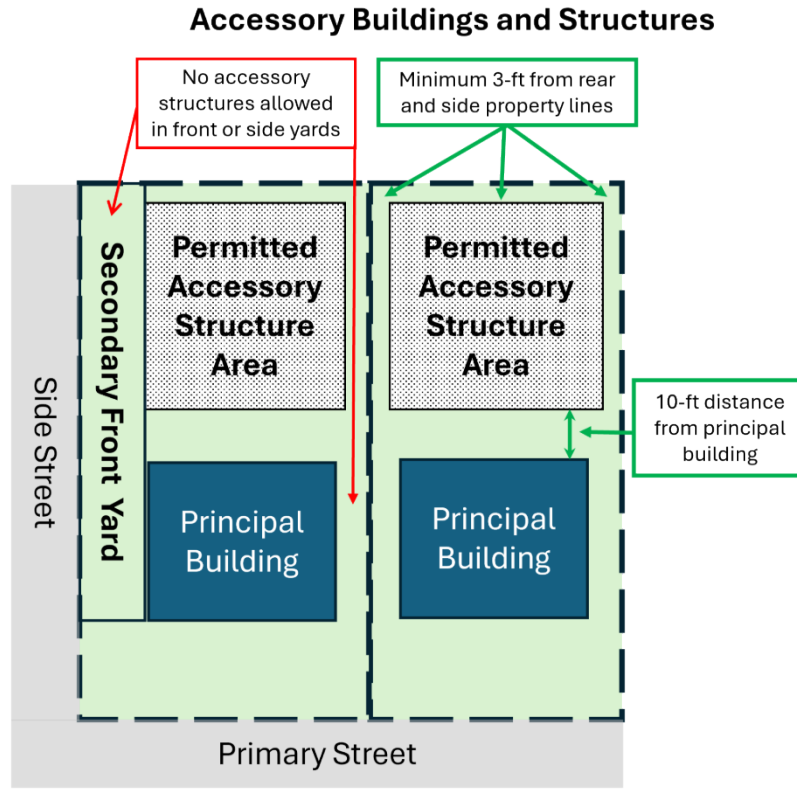 Accessory Buildings and Structures
No accessory
structures allowed
in front or side yards
Minimum 3-ft from rear
and side property lines
Side Street
Secondary Front Yard
Permitted
Accessory
Structure
Area
Permitted
Accessory
Structure
Area
10-ft distance
from principal
building
Principal
Building
Principal
Building
Primary Street